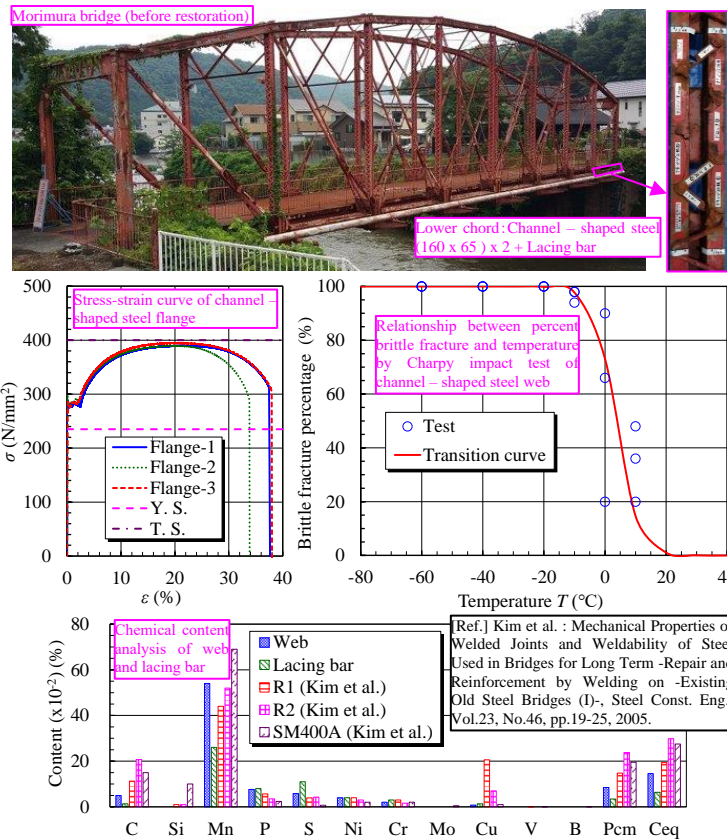 Morimura bridge (before restoration)
Lower chord: Channel – shaped steel
(160 x 65 ) x 2 + Lacing bar
Stress-strain curve of channel –
shaped steel flange
σ (N/mm²)
500
400
300
200
100
0
Flange-1
Flange-2
Flange-3
Y. S.
T. S.
0 10 20 30 40
ε (%)
Relationship between percent
brittle fracture and temperature
by Charpy impact test of
channel – shaped steel web
Brittle fracture percentage (%)
100
80
60
40
20
0
Test
Transition curve
-80 -60 -40 -20 0 20 40
Temperature T (°C)
Chemical content
analysis of web
and lacing bar
Content (x10⁻²) (%)
80
60
40
20
0
Web
Lacing bar
R1 (Kim et al.)
R2 (Kim et al.)
SM400A (Kim et al.)
[Ref.] Kim et al. : Mechanical Properties o
Welded Joints and Weldability of Stee
Used in Bridges for Long Term -Repair and
Reinforcement by Welding on -Existing
Old Steel Bridges (I)-, Steel Const. Eng.
Vol.23, No.46, pp.19-25, 2005.
C Si Mn P S Ni Cr Mo Cu V B Pcm Ceq